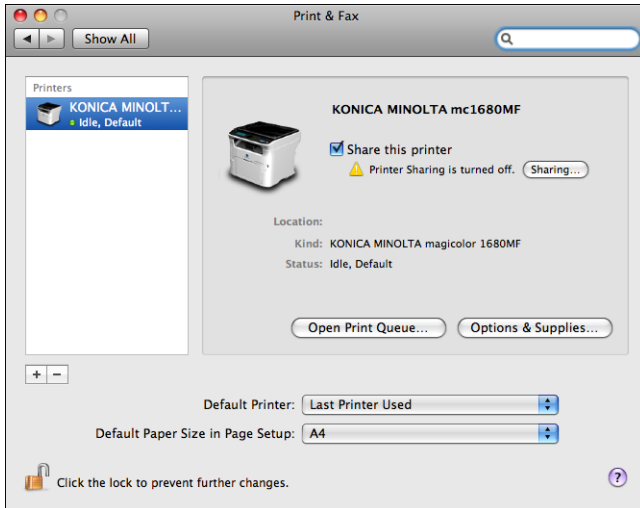 Print & Fax
Show All
Printers
KONICA MINOLT...
Idle, Default
KONICA MINOLTA mc1680MF
Share this printer
Printer Sharing is turned off. Sharing...
Location:
Kind: KONICA MINOLTA magicolor 1680MF
Status: Idle, Default
Open Print Queue... Options & Supplies...
+ −
Default Printer: Last Printer Used
Default Paper Size in Page Setup: A4
Click the lock to prevent further changes. ?